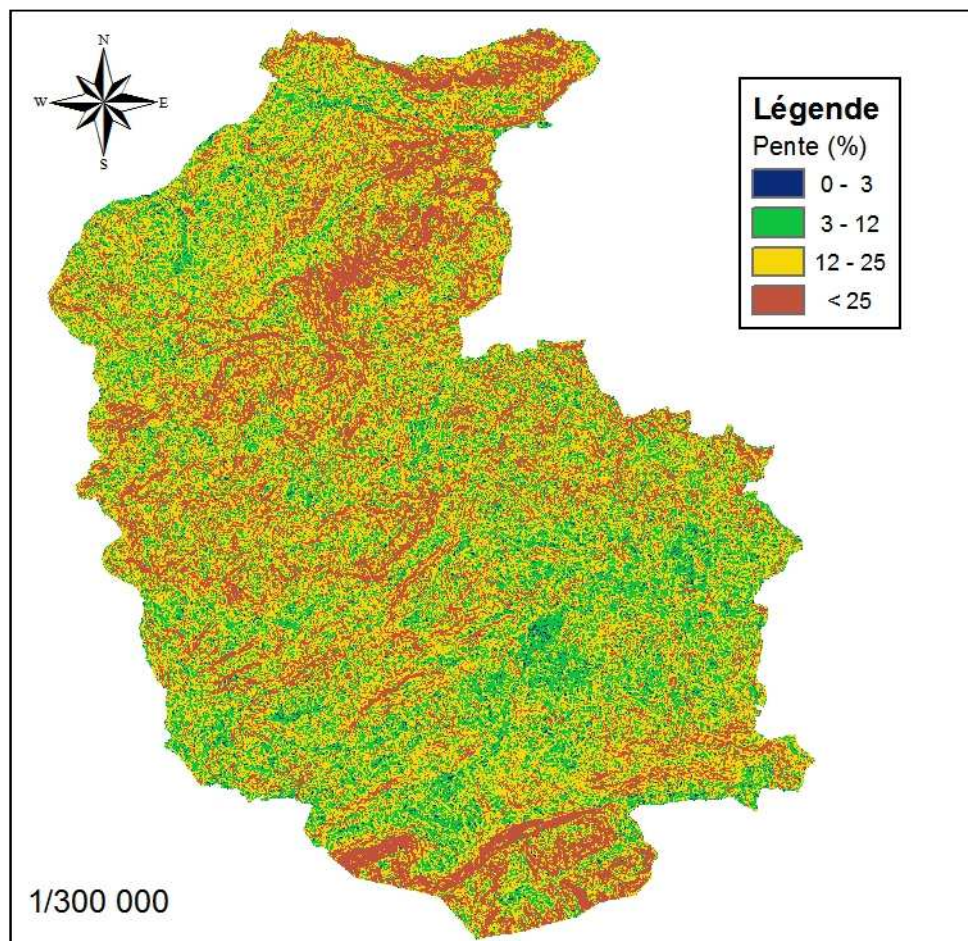 N
W E
S
Légende
Pente (%)
0 - 3
3 - 12
12 - 25
< 25
1/300 000